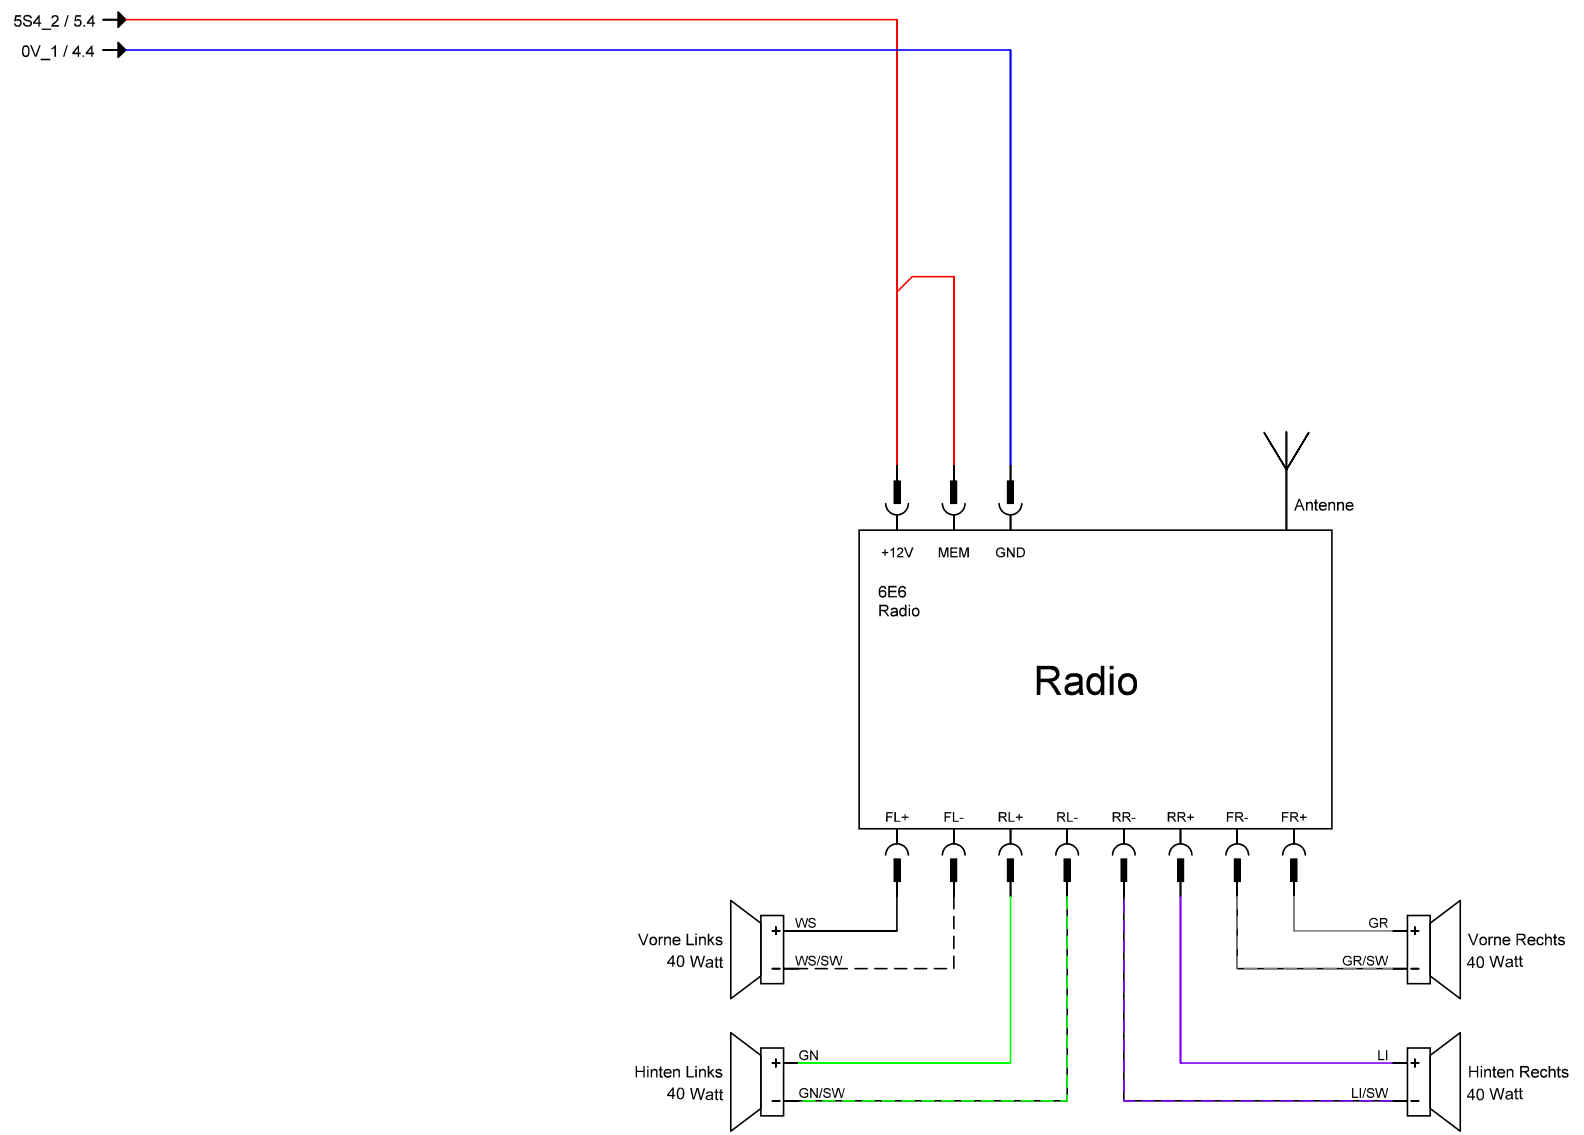 5S4_2 / 5.4
0V_1 / 4.4
Antenne
+12V MEM GND
6E6
Radio
Radio
FL+ FL- RL+ RL- RR- RR+ FR- FR+
WS GR
+ +
Vorne Links Vorne Rechts
40 Watt WS/SW GR/SW 40 Watt
- -
GN LI
+ +
Hinten Links Hinten Rechts
40 Watt GN/SW LI/SW 40 Watt
- -